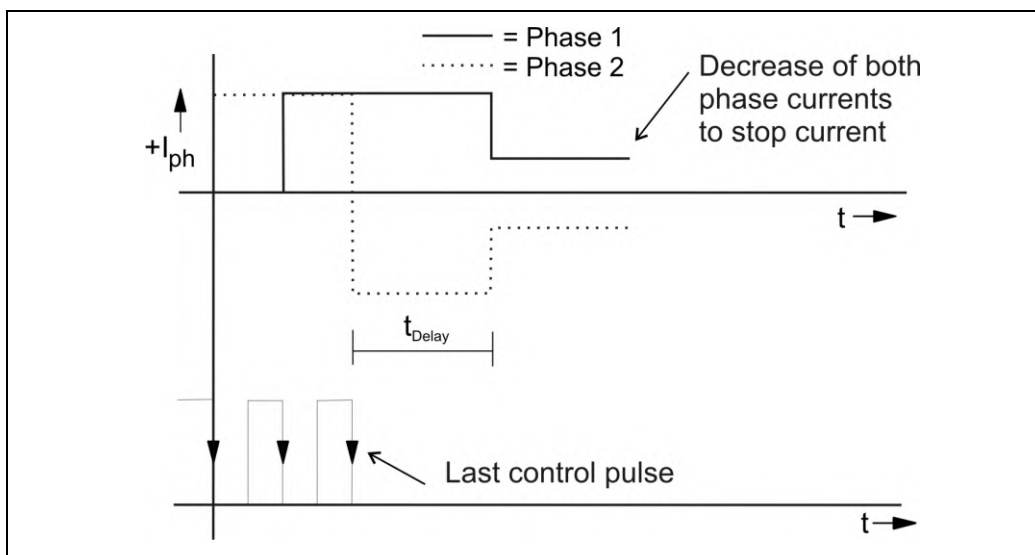 = Phase 1
= Phase 2
Decrease of both
phase currents
to stop current
+Iph
t
tDelay
Last control pulse
t